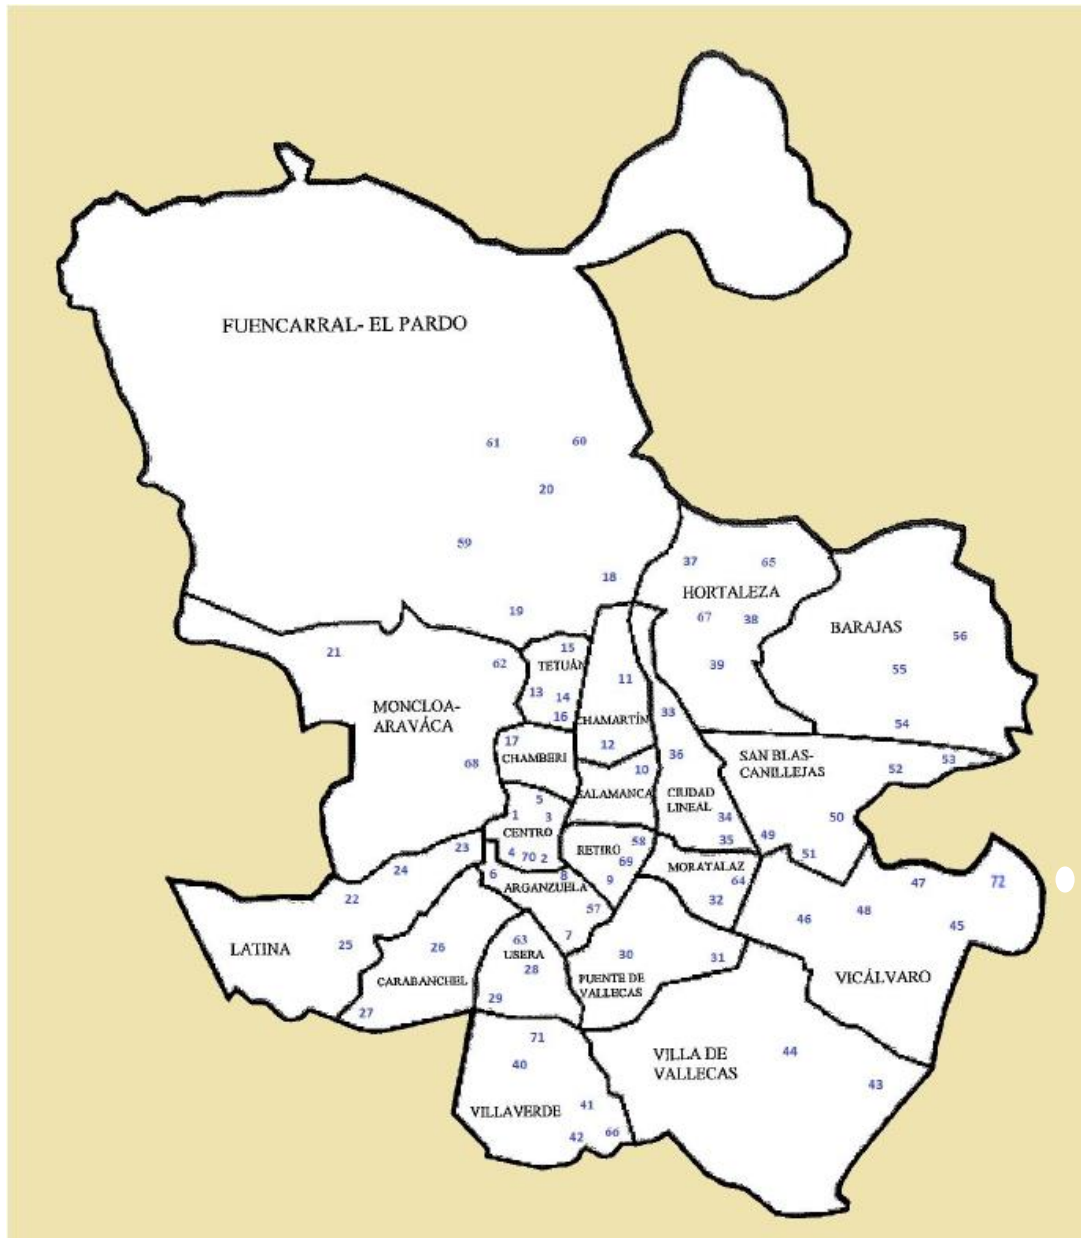 FUENCARRAL- EL PARDO
61
60
20
59
18
19
37
65
HORTALEZA
67
38
39
BARAJAS
56
55
54
21
62
MONCLOA-
ARAVÁCA
68
15
TETUÁN
13
14
16
11
CHAMARTÍN
12
33
36
17
CHAMBERI
10
SALAMANCA
CIUDAD
LINEAL
34
35
SAN BLAS-
CANILLEJAS
52
53
50
49
51
5
1
3
CENTRO
4
70
2
58
RETIRO
69
9
MORATALAZ
64
32
23
24
22
25
LATINA
6
8
ARGANZUELA
57
7
26
CARABANCHEL
27
63
USERA
28
29
30
31
PUENTE DE
VALLECAS
47
72
46
48
45
VICÁLVARO
71
40
VILLAVERDE
41
42
66
VILLA DE
VALLECAS
44
43